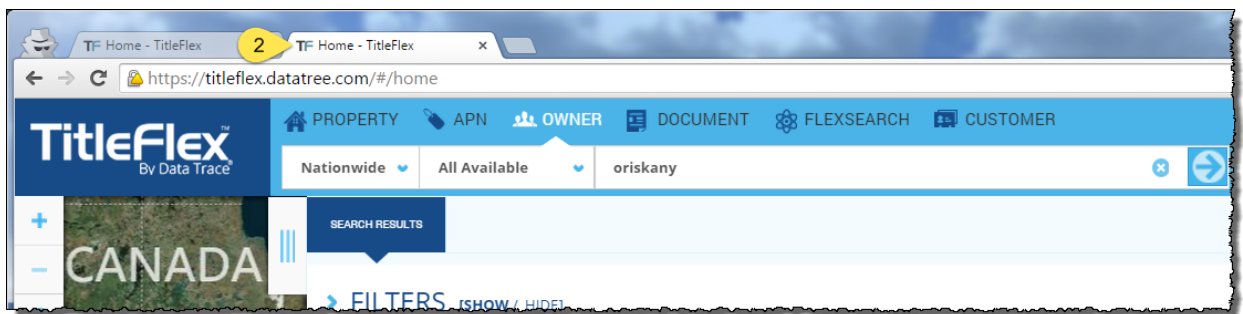 TF Home - TitleFlex 2 TF Home - TitleFlex ×
https://titleflex.datatree.com/#/home
TitleFlex™
By Data Trace
PROPERTY APN OWNER DOCUMENT FLEXSEARCH CUSTOMER
Nationwide All Available oriskany
SEARCH RESULTS
CANADA
FILTERS [SHOW / HIDE]